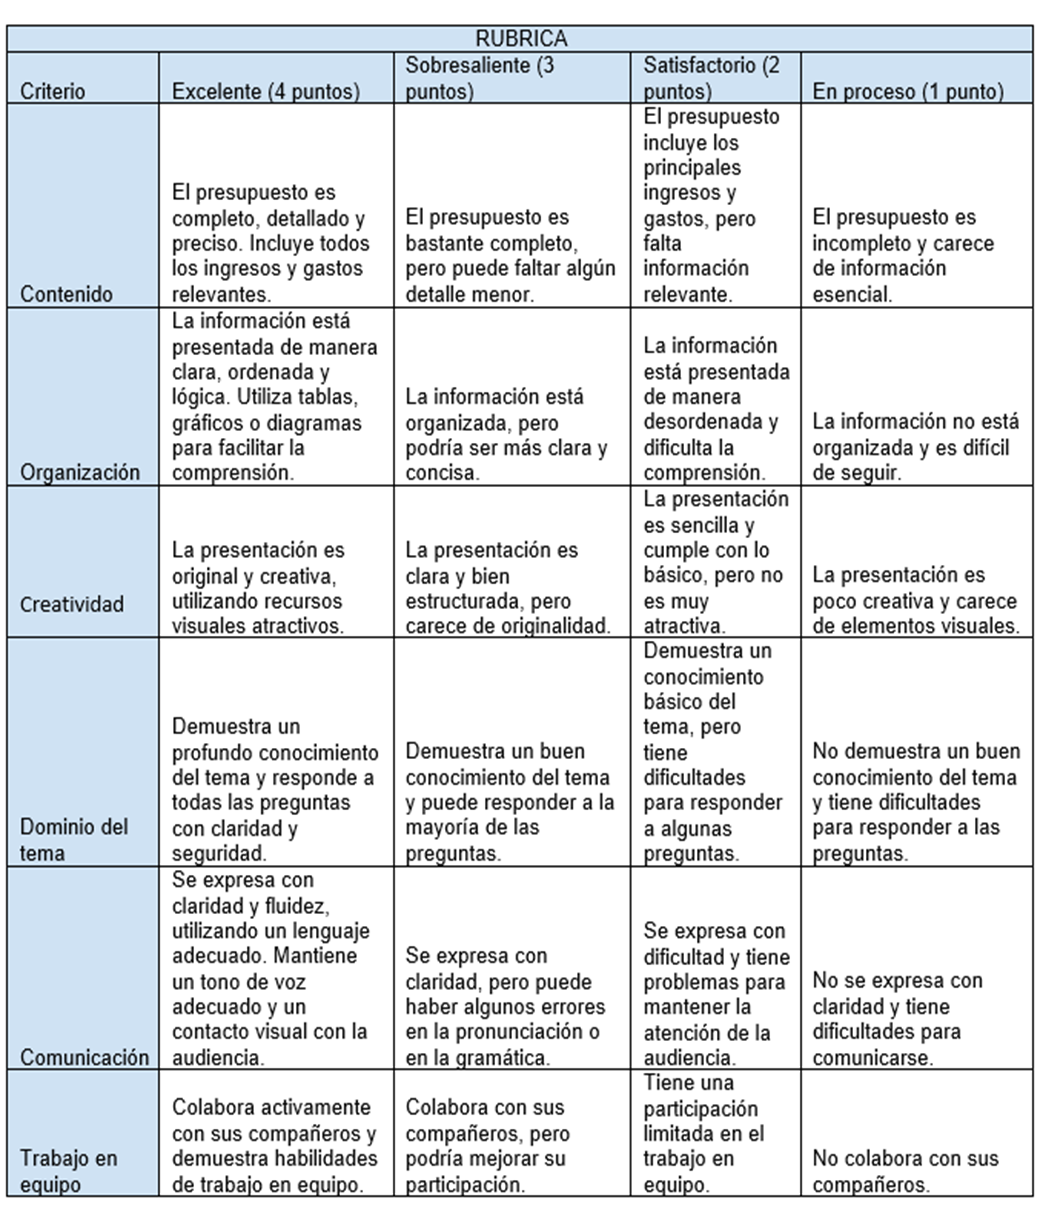 RUBRICA
Criterio
Excelente (4 puntos)
Sobresaliente (3
puntos)
Satisfactorio (2
puntos)
En proceso (1 punto)
Contenido
El presupuesto es
completo, detallado y
preciso. Incluye todos
los ingresos y gastos
relevantes.
El presupuesto es
bastante completo,
pero puede faltar algún
detalle menor.
El presupuesto
incluye los
principales
ingresos y
gastos, pero
falta
información
relevante.
El presupuesto es
incompleto y carece
de información
esencial.
Organización
La información está
presentada de manera
clara, ordenada y
lógica. Utiliza tablas,
gráficos o diagramas
para facilitar la
comprensión.
La información está
organizada, pero
podría ser más clara y
concisa.
La información
está presentada
de manera
desordenada y
dificulta la
comprensión.
La información no está
organizada y es difícil
de seguir.
Creatividad
La presentación es
original y creativa,
utilizando recursos
visuales atractivos.
La presentación es
clara y bien
estructurada, pero
carece de originalidad.
La presentación
es sencilla y
cumple con lo
básico, pero no
es muy
atractiva.
La presentación es
poco creativa y carece
de elementos visuales.
Dominio del
tema
Demuestra un
profundo conocimiento
del tema y responde a
todas las preguntas
con claridad y
seguridad.
Demuestra un buen
conocimiento del tema
y puede responder a la
mayoría de las
preguntas.
Demuestra un
conocimiento
básico del
tema, pero
tiene
dificultades
para responder
a algunas
preguntas.
No demuestra un buen
conocimiento del tema
y tiene dificultades
para responder a las
preguntas.
Comunicación
Se expresa con
claridad y fluidez,
utilizando un lenguaje
adecuado. Mantiene
un tono de voz
adecuado y un
contacto visual con la
audiencia.
Se expresa con
claridad, pero puede
haber algunos errores
en la pronunciación o
en la gramática.
Se expresa con
dificultad y tiene
problemas para
mantener la
atención de la
audiencia.
No se expresa con
claridad y tiene
dificultades para
comunicarse.
Trabajo en
equipo
Colabora activamente
con sus compañeros y
demuestra habilidades
de trabajo en equipo.
Colabora con sus
compañeros, pero
podría mejorar su
participación.
Tiene una
participación
limitada en el
trabajo en
equipo.
No colabora con sus
compañeros.